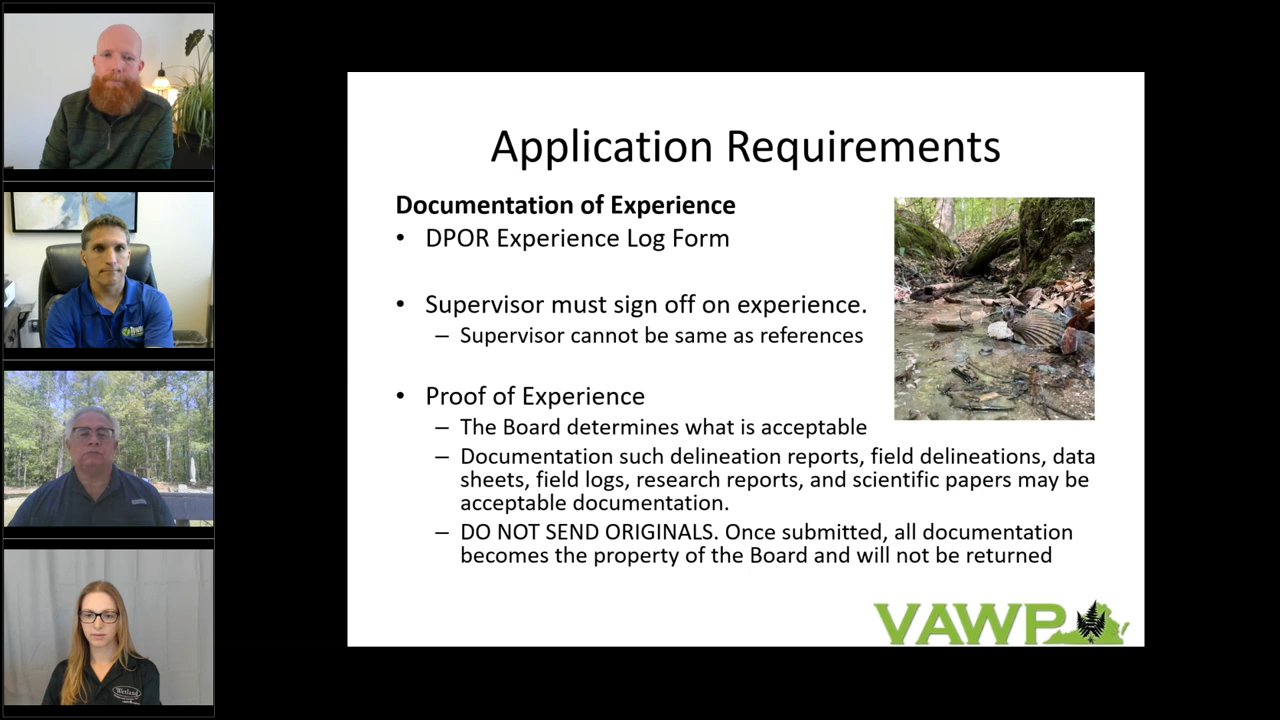 Application Requirements
Documentation of Experience
• DPOR Experience Log Form
• Supervisor must sign off on experience.
– Supervisor cannot be same as references
• Proof of Experience
– The Board determines what is acceptable
– Documentation such delineation reports, field delineations, data
sheets, field logs, research reports, and scientific papers may be
acceptable documentation.
– DO NOT SEND ORIGINALS. Once submitted, all documentation
becomes the property of the Board and will not be returned
VAWP
Wetland